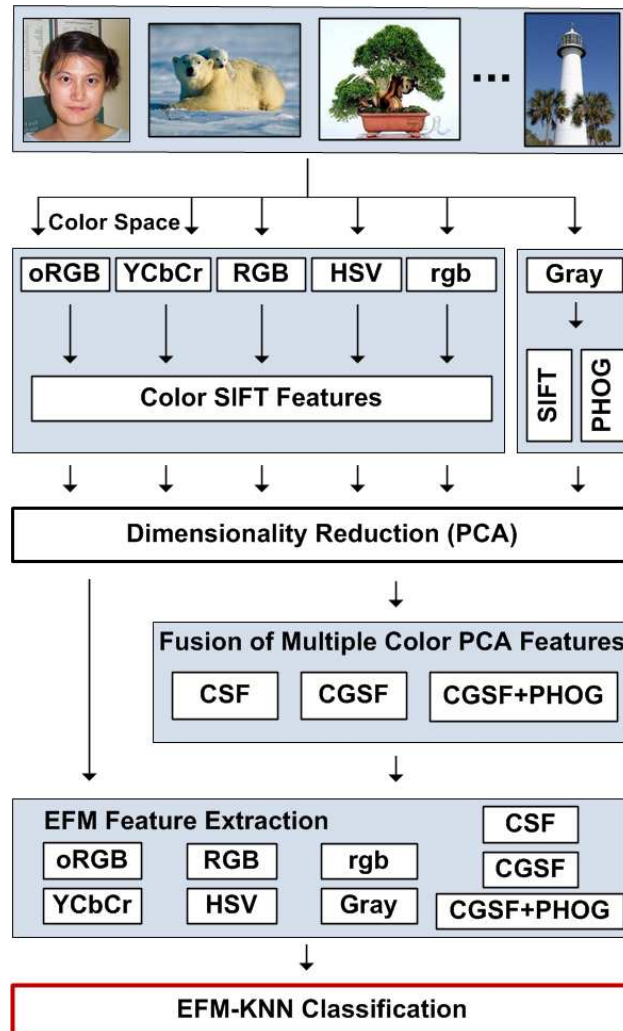 ...
Color Space
oRGB YCbCr RGB HSV rgb Gray
Color SIFT Features
SIFT
PHOG
Dimensionality Reduction (PCA)
Fusion of Multiple Color PCA Features
CSF CGSF CGSF+PHOG
EFM Feature Extraction
CSF
oRGB RGB rgb
CGSF
YCbCr HSV Gray
CGSF+PHOG
EFM-KNN Classification